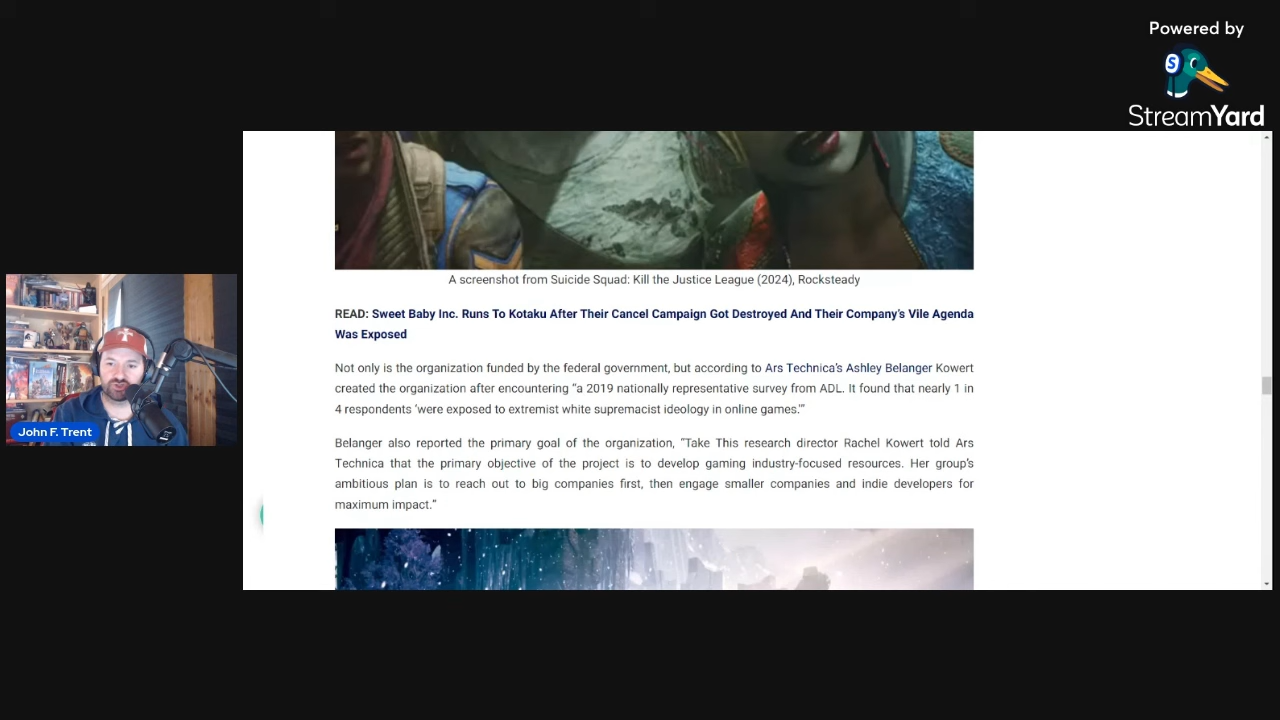 Powered by
StreamYard
A screenshot from Suicide Squad: Kill the Justice League (2024), Rocksteady
READ: Sweet Baby Inc. Runs To Kotaku After Their Cancel Campaign Got Destroyed And Their Company’s Vile Agenda
Was Exposed
Not only is the organization funded by the federal government, but according to Ars Technica’s Ashley Belanger Kowert
created the organization after encountering “a 2019 nationally representative survey from ADL. It found that nearly 1 in
4 respondents ‘were exposed to extremist white supremacist ideology in online games.’”
Belanger also reported the primary goal of the organization, “Take This research director Rachel Kowert told Ars
Technica that the primary objective of the project is to develop gaming industry-focused resources. Her group’s
ambitious plan is to reach out to big companies first, then engage smaller companies and indie developers for
maximum impact.”
John F. Trent